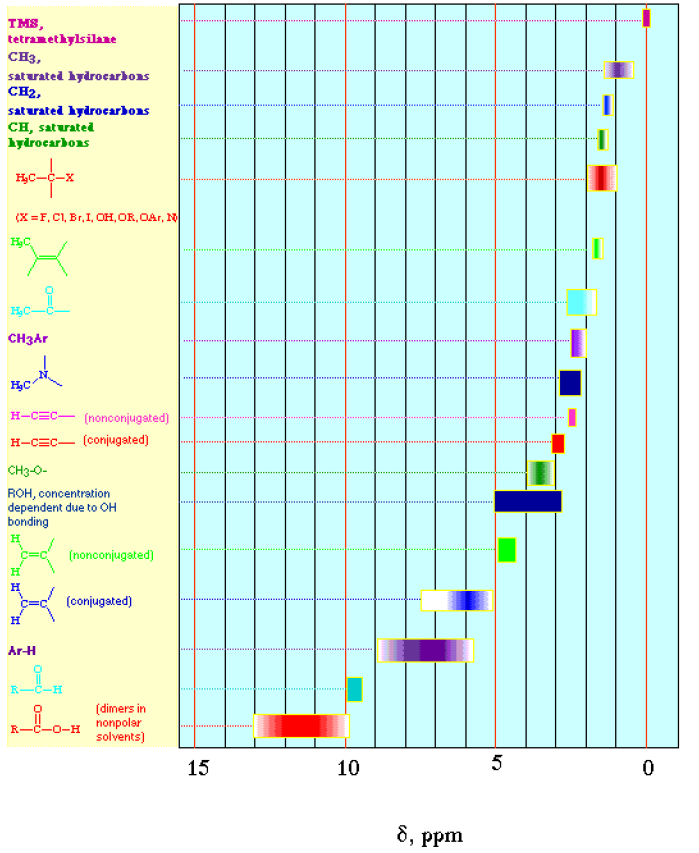 TMS,
tetramethylsilane
CH3,
saturated hydrocarbons
CH2,
saturated hydrocarbons
CH, saturated
hydrocarbons
H3C—C—X
(X = F, Cl, Br, I, OH, OR, OAr, N)
H3C
O
H3C—C—
CH3Ar
N
H3C
H—C≡C— (nonconjugated)
H—C≡C— (conjugated)
CH3-O-
ROH, concentration
dependent due to OH
bonding
H
C=C (nonconjugated)
H
H
C=C (conjugated)
H
Ar-H
O
R—C—H
O (dimers in
R—C—O—H nonpolar
solvents)
15 10 5 0
δ, ppm